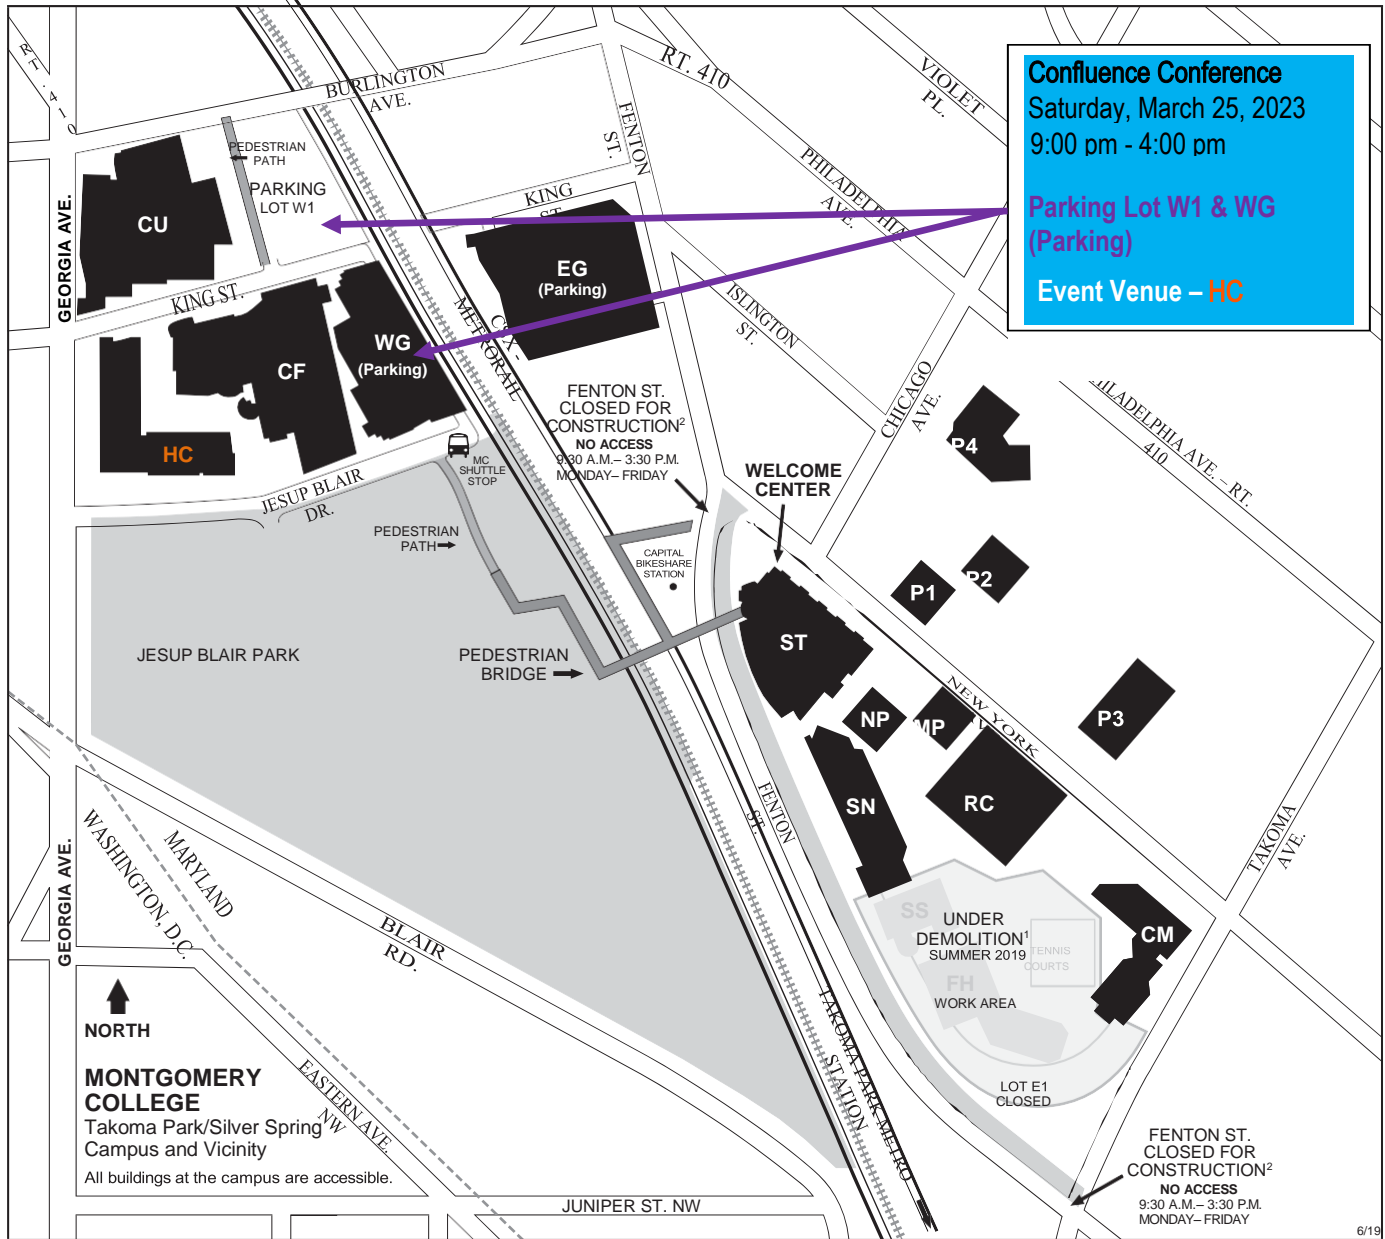 RT. 410
BURLINGTON
AVE.
RT. 410
VIOLET
PL.
Confluence Conference
Saturday, March 25, 2023
9:00 pm - 4:00 pm
Parking Lot W1 & WG
(Parking)
Event Venue – HC
FENTON
ST.
PHILADELPHIA
AVE.
PEDESTRIAN
PATH
PARKING
LOT W1
GEORGIA AVE.
CU
KING
ST.
KING ST.
EG
(Parking)
ISLINGTON
ST.
CSX -
METRORAIL
WG
(Parking)
CF
HC
CHICAGO
AVE.
PHILADELPHIA AVE. – RT.
410
FENTON ST.
CLOSED FOR
CONSTRUCTION²
NO ACCESS
9:30 A.M.– 3:30 P.M.
MONDAY– FRIDAY
P4
MC
SHUTTLE
STOP
WELCOME
CENTER
JESUP BLAIR
DR.
PEDESTRIAN
PATH
CAPITAL
BIKESHARE
STATION
P1
P2
ST
JESUP BLAIR PARK
PEDESTRIAN
BRIDGE
NEW YORK
P3
NP
MP
SN
RC
FENTON
ST.
TAKOMA
AVE.
GEORGIA AVE.
MARYLAND
WASHINGTON, D.C.
BLAIR
RD.
SS
UNDER
DEMOLITION¹
SUMMER 2019
TENNIS
COURTS
FH
WORK AREA
CM
LOT E1
CLOSED
TAKOMA PARK METRO
STATION
NORTH
MONTGOMERY
COLLEGE
Takoma Park/Silver Spring
Campus and Vicinity
All buildings at the campus are accessible.
EASTERN AVE.
NW
JUNIPER ST. NW
FENTON ST.
CLOSED FOR
CONSTRUCTION²
NO ACCESS
9:30 A.M.– 3:30 P.M.
MONDAY– FRIDAY
6/19